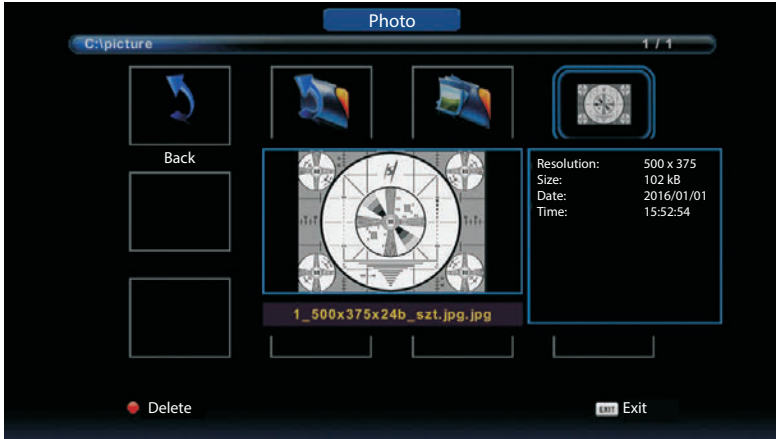 Photo
C:\picture 1 / 1
Back
Resolution: 500 x 375
Size: 102 kB
Date: 2016/01/01
Time: 15:52:54
1_500x375x24b_szt.jpg.jpg
Delete
EXIT Exit